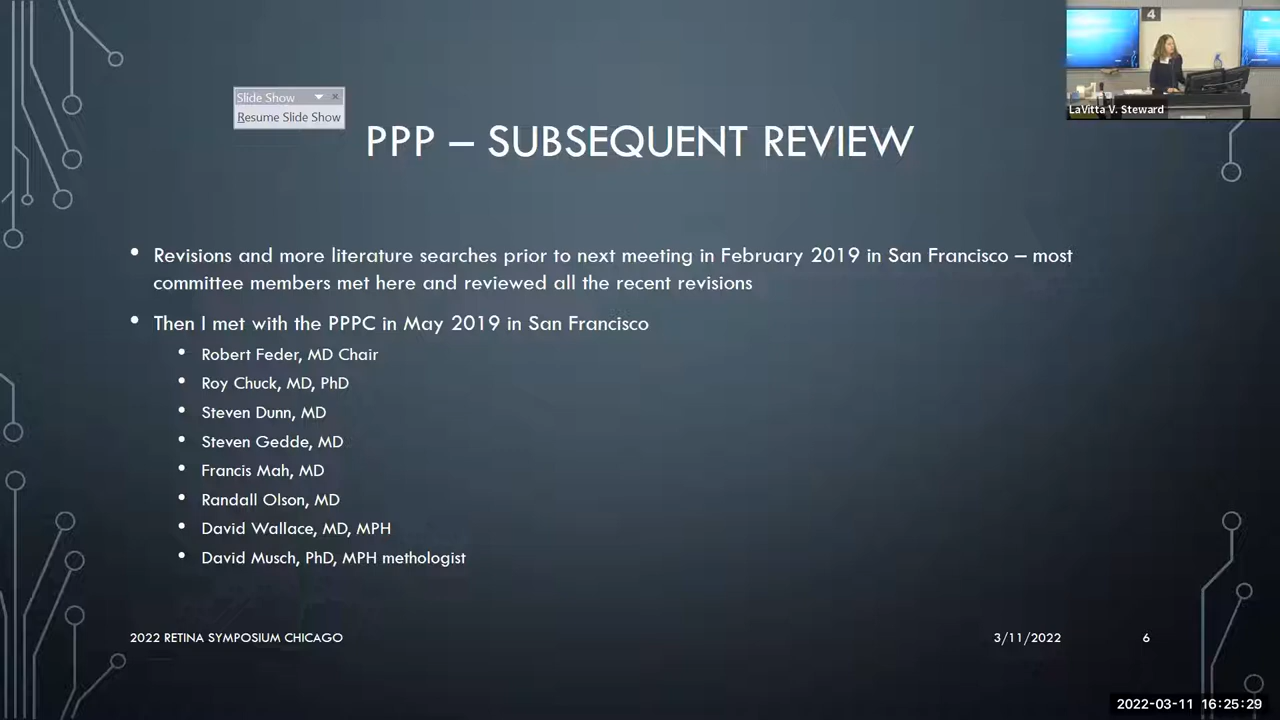 4
LaVitta V. Steward
Slide Show
Resume Slide Show
PPP – SUBSEQUENT REVIEW
• Revisions and more literature searches prior to next meeting in February 2019 in San Francisco – most
committee members met here and reviewed all the recent revisions
• Then I met with the PPPC in May 2019 in San Francisco
• Robert Feder, MD Chair
• Roy Chuck, MD, PhD
• Steven Dunn, MD
• Steven Gedde, MD
• Francis Mah, MD
• Randall Olson, MD
• David Wallace, MD, MPH
• David Musch, PhD, MPH methologist
2022 RETINA SYMPOSIUM CHICAGO
3/11/2022
6
2022-03-11 16:25:29